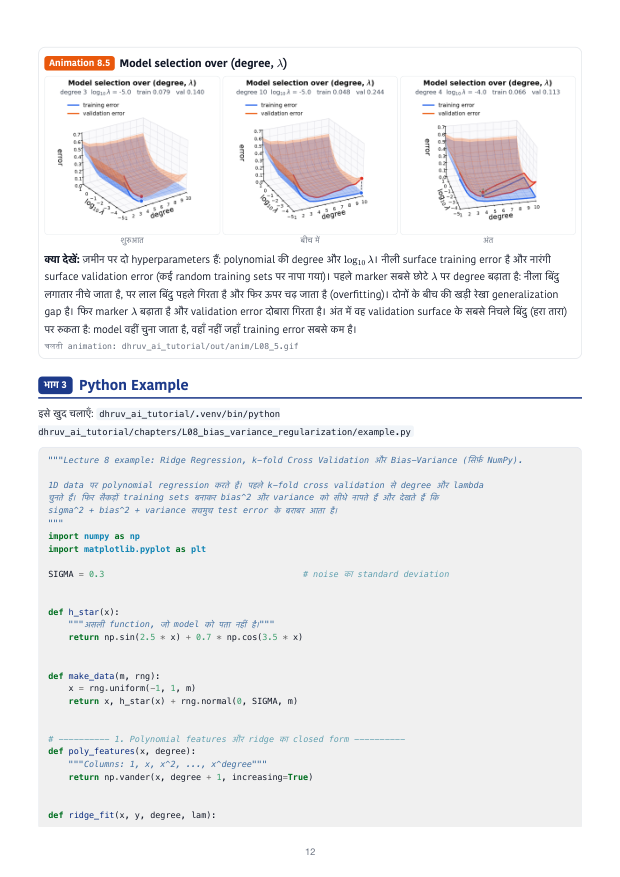 Animation 8.5 Model selection over (degree, λ)
Model selection over (degree, λ)
degree 3 log₁₀ λ = -5.0 train 0.079 val 0.140
training error
validation error
error
log₁₀ λ
degree
Model selection over (degree, λ)
degree 10 log₁₀ λ = -5.0 train 0.048 val 0.244
training error
validation error
error
log₁₀ λ
degree
Model selection over (degree, λ)
degree 4 log₁₀ λ = -4.0 train 0.066 val 0.113
training error
validation error
error
log₁₀ λ
degree
शुरुआत
बीच में
अंत
क्या देखें: जमीन पर दो hyperparameters हैं: polynomial की degree और log₁₀ λ। नीली surface training error है और नारंगी
surface validation error (कई random training sets पर नापा गया)। पहले marker सबसे छोटे λ पर degree बढ़ाता है: नीला बिंदु
लगातार नीचे जाता है, पर लाल बिंदु पहले गिरता है और फिर ऊपर चढ़ जाता है (overfitting)। दोनों के बीच की खड़ी रेखा generalization
gap है। फिर marker λ बढ़ाता है और validation error दोबारा गिरता है। अंत में वह validation surface के सबसे निचले बिंदु (हरा तारा)
पर रुकता है: model वहीं चुना जाता है, वहाँ नहीं जहाँ training error सबसे कम है।
चलती animation: dhruv_ai_tutorial/out/anim/L08_5.gif
भाग 3 Python Example
इसे खुद चलाएँ: dhruv_ai_tutorial/.venv/bin/python
dhruv_ai_tutorial/chapters/L08_bias_variance_regularization/example.py
"""Lecture 8 example: Ridge Regression, k-fold Cross Validation और Bias-Variance (सिर्फ NumPy).
1D data पर polynomial regression करते हैं। पहले k-fold cross validation से degree और lambda
चुनते हैं। फिर सैकड़ों training sets बनाकर bias^2 और variance को सीधे नापते हैं और देखते हैं कि
sigma^2 + bias^2 + variance सचमुच test error के बराबर आता है।
"""
import numpy as np
import matplotlib.pyplot as plt
SIGMA = 0.3 # noise का standard deviation
def h_star(x):
"""असली function, जो model को पता नहीं है।"""
return np.sin(2.5 * x) + 0.7 * np.cos(3.5 * x)
def make_data(m, rng):
x = rng.uniform(-1, 1, m)
return x, h_star(x) + rng.normal(0, SIGMA, m)
# ---------- 1. Polynomial features और ridge का closed form ----------
def poly_features(x, degree):
"""Columns: 1, x, x^2, ..., x^degree"""
return np.vander(x, degree + 1, increasing=True)
def ridge_fit(x, y, degree, lam):
12